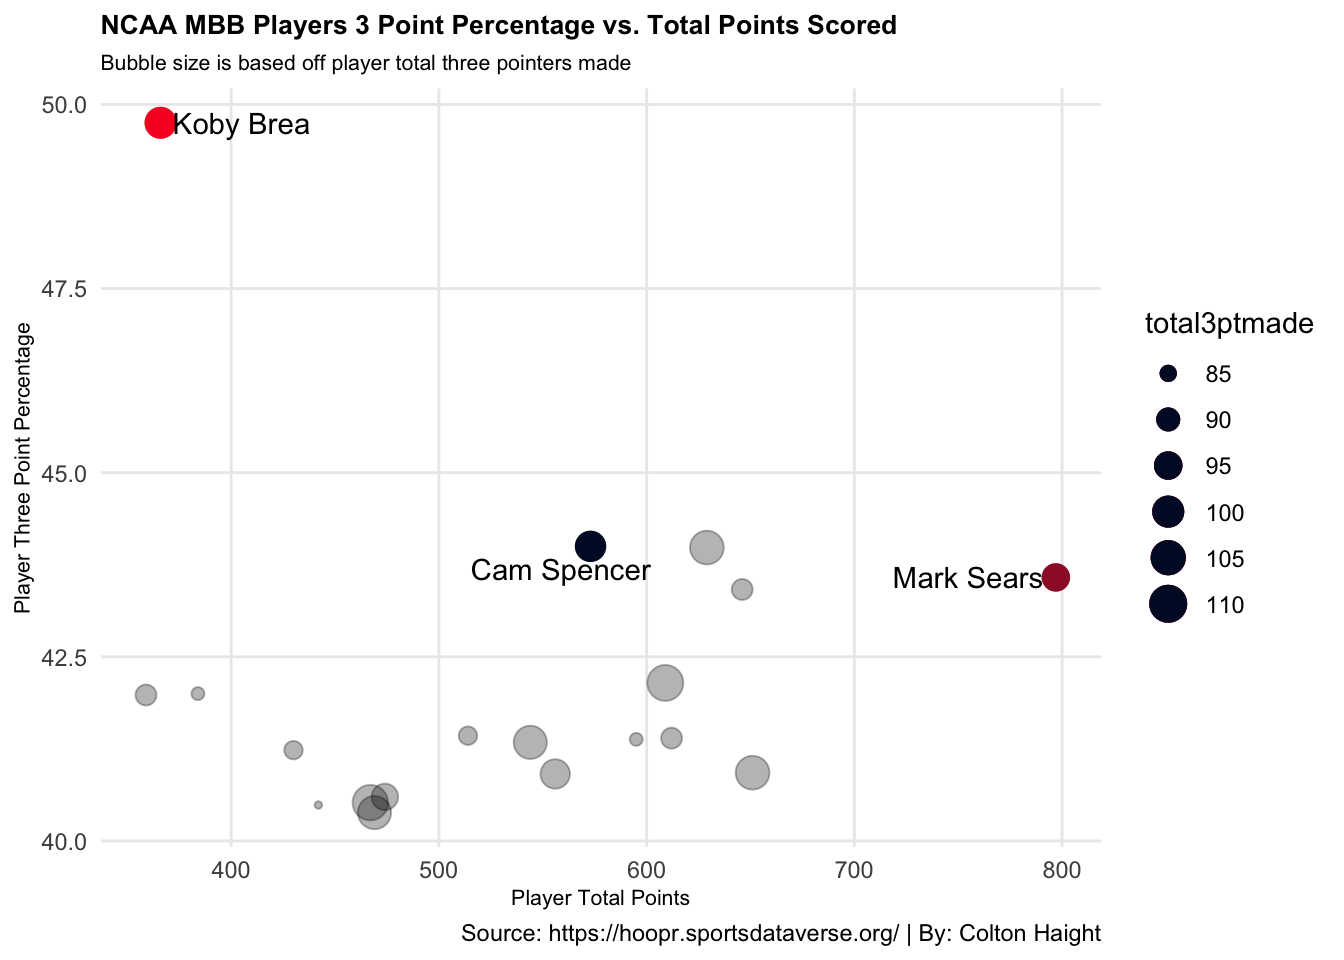 NCAA MBB Players 3 Point Percentage vs. Total Points Scored
Bubble size is based off player total three pointers made
50.0
47.5
45.0
42.5
40.0
Player Three Point Percentage
Koby Brea
Cam Spencer
Mark Sears
400
500
600
700
800
Player Total Points
total3ptmade
85
90
95
100
105
110
Source: https://hoopr.sportsdataverse.org/ | By: Colton Haight